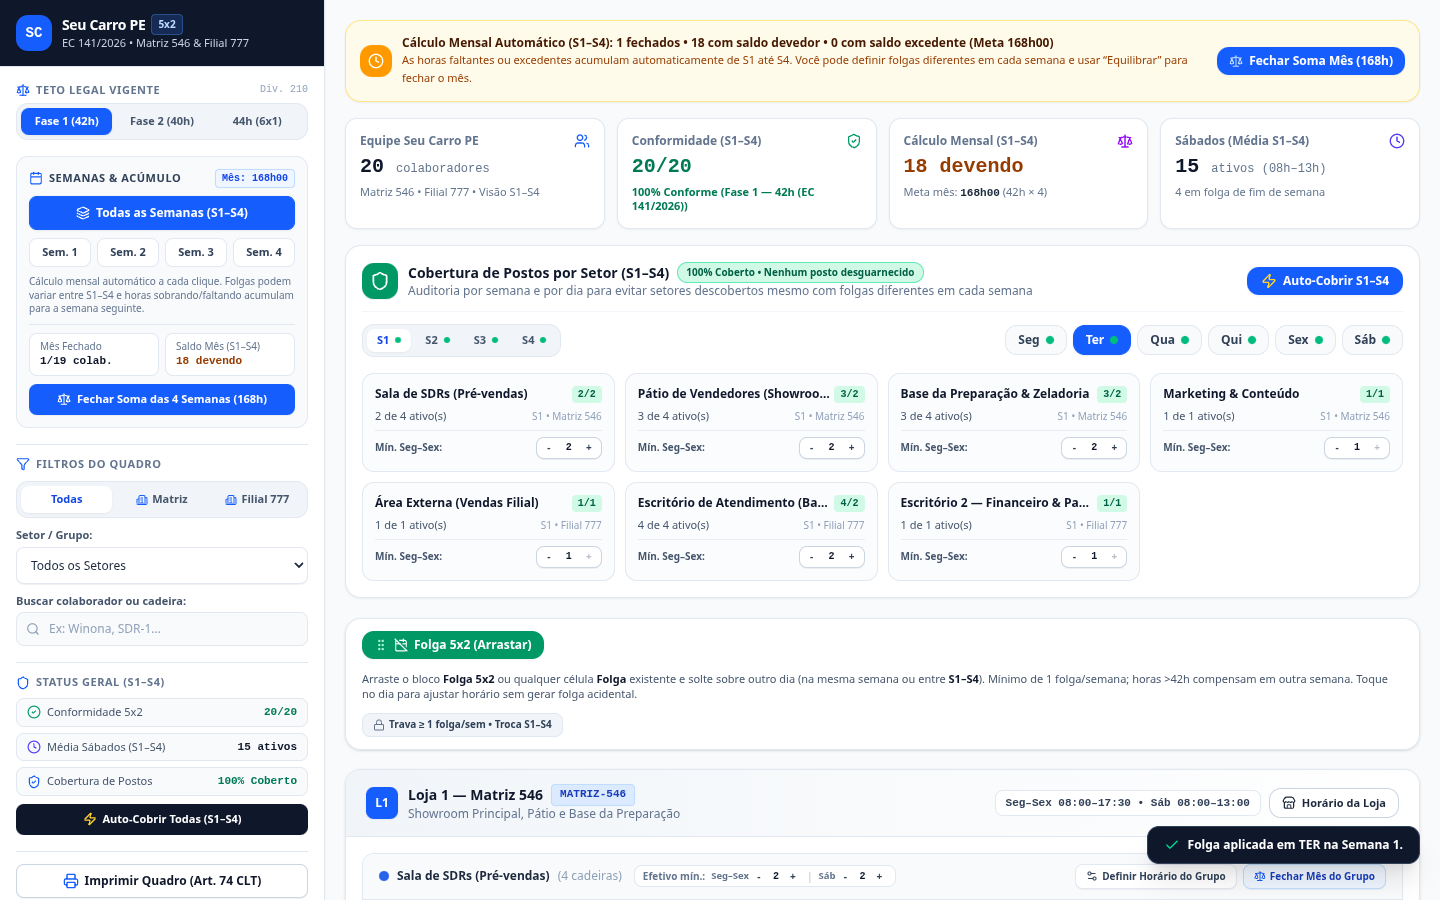 SC
Seu Carro PE 5x2
EC 141/2026 • Matriz 546 & Filial 777
TETO LEGAL VIGENTE Div. 210
Fase 1 (42h) Fase 2 (40h) 44h (6x1)
SEMANAS & ACÚMULO Mês: 168h00
Todas as Semanas (S1–S4)
Sem. 1 Sem. 2 Sem. 3 Sem. 4
Cálculo mensal automático a cada clique. Folgas podem
variar entre S1–S4 e horas sobrando/faltando acumulam
para a semana seguinte.
Mês Fechado Saldo Mês (S1–S4)
1/19 colab. 18 devendo
Fechar Soma das 4 Semanas (168h)
FILTROS DO QUADRO
Todas Matriz Filial 777
Setor / Grupo:
Todos os Setores
Buscar colaborador ou cadeira:
Ex: Winona, SDR-1...
STATUS GERAL (S1–S4)
Conformidade 5x2 20/20
Média Sábados (S1–S4) 15 ativos
Cobertura de Postos 100% Coberto
Auto-Cobrir Todas (S1–S4)
Imprimir Quadro (Art. 74 CLT)
Cálculo Mensal Automático (S1–S4): 1 fechados • 18 com saldo devedor • 0 com saldo excedente (Meta 168h00)
As horas faltantes ou excedentes acumulam automaticamente de S1 até S4. Você pode definir folgas diferentes em cada semana e usar “Equilibrar” para
fechar o mês.
Fechar Soma Mês (168h)
Equipe Seu Carro PE
20 colaboradores
Matriz 546 • Filial 777 • Visão S1–S4
Conformidade (S1–S4)
20/20
100% Conforme (Fase 1 — 42h (EC
141/2026))
Cálculo Mensal (S1–S4)
18 devendo
Meta mês: 168h00 (42h × 4)
Sábados (Média S1–S4)
15 ativos (08h–13h)
4 em folga de fim de semana
Cobertura de Postos por Setor (S1–S4) 100% Coberto • Nenhum posto desguarnecido
Auditoria por semana e por dia para evitar setores descobertos mesmo com folgas diferentes em cada semana
Auto-Cobrir S1–S4
S1 S2 S3 S4
Seg Ter Qua Qui Sex Sáb
Sala de SDRs (Pré-vendas) 2/2
2 de 4 ativo(s) S1 • Matriz 546
Mín. Seg–Sex: - 2 +
Pátio de Vendedores (Showroo... 3/2
3 de 4 ativo(s) S1 • Matriz 546
Mín. Seg–Sex: - 2 +
Base da Preparação & Zeladoria 3/2
3 de 4 ativo(s) S1 • Matriz 546
Mín. Seg–Sex: - 2 +
Marketing & Conteúdo 1/1
1 de 1 ativo(s) S1 • Matriz 546
Mín. Seg–Sex: - 1 +
Área Externa (Vendas Filial) 1/1
1 de 1 ativo(s) S1 • Filial 777
Mín. Seg–Sex: - 1 +
Escritório de Atendimento (Ba... 4/2
4 de 4 ativo(s) S1 • Filial 777
Mín. Seg–Sex: - 2 +
Escritório 2 — Financeiro & Pa... 1/1
1 de 1 ativo(s) S1 • Filial 777
Mín. Seg–Sex: - 1 +
Folga 5x2 (Arrastar)
Arraste o bloco Folga 5x2 ou qualquer célula Folga existente e solte sobre outro dia (na mesma semana ou entre S1–S4). Mínimo de 1 folga/semana; horas >42h compensam em outra semana. Toque
no dia para ajustar horário sem gerar folga acidental.
Trava ≥ 1 folga/sem • Troca S1–S4
L1
Loja 1 — Matriz 546 MATRIZ-546
Showroom Principal, Pátio e Base da Preparação
Seg–Sex 08:00–17:30 • Sáb 08:00–13:00
Horário da Loja
Folga aplicada em TER na Semana 1.
Sala de SDRs (Pré-vendas) (4 cadeiras) Efetivo mín.: Seg–Sex - 2 + | Sáb - 2 +
Definir Horário do Grupo Fechar Mês do Grupo